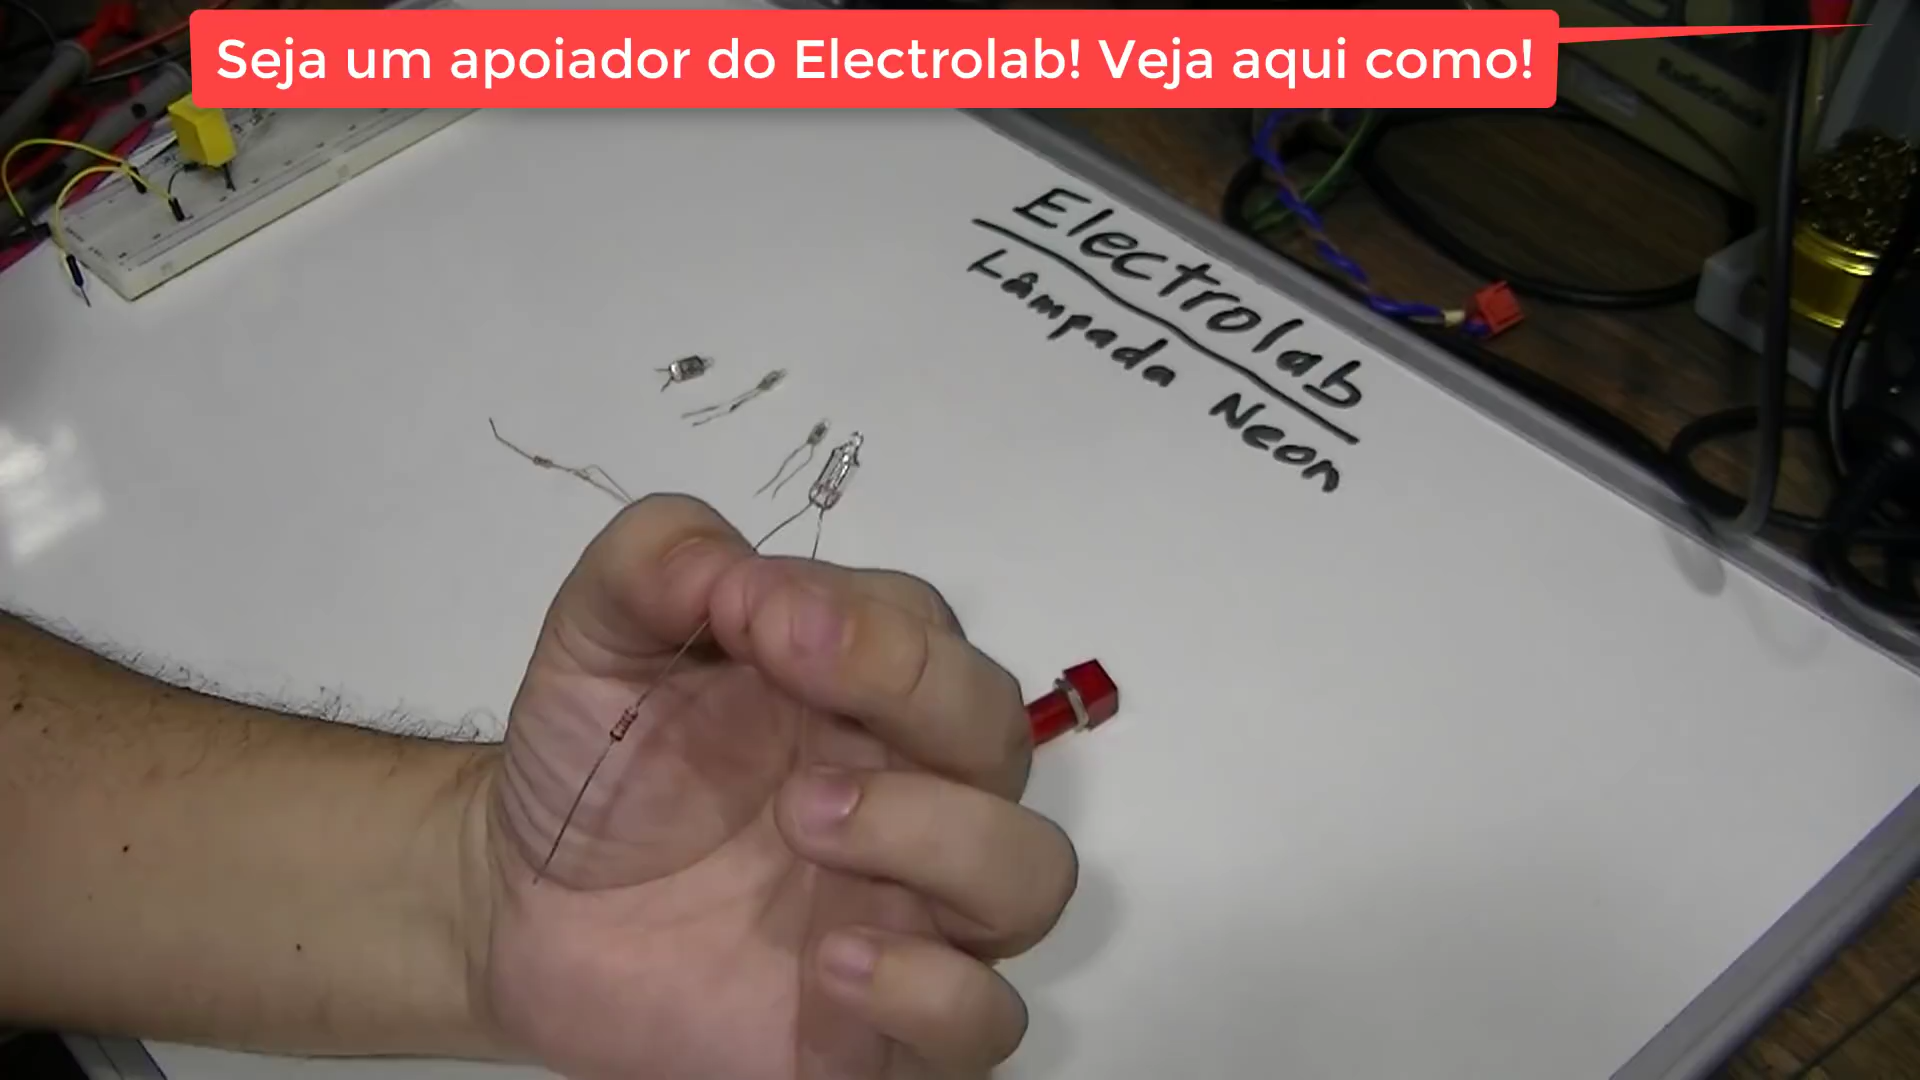 Seja um apoiador do Electrolab! Veja aqui como!
Electrolab
Lâmpada Neon